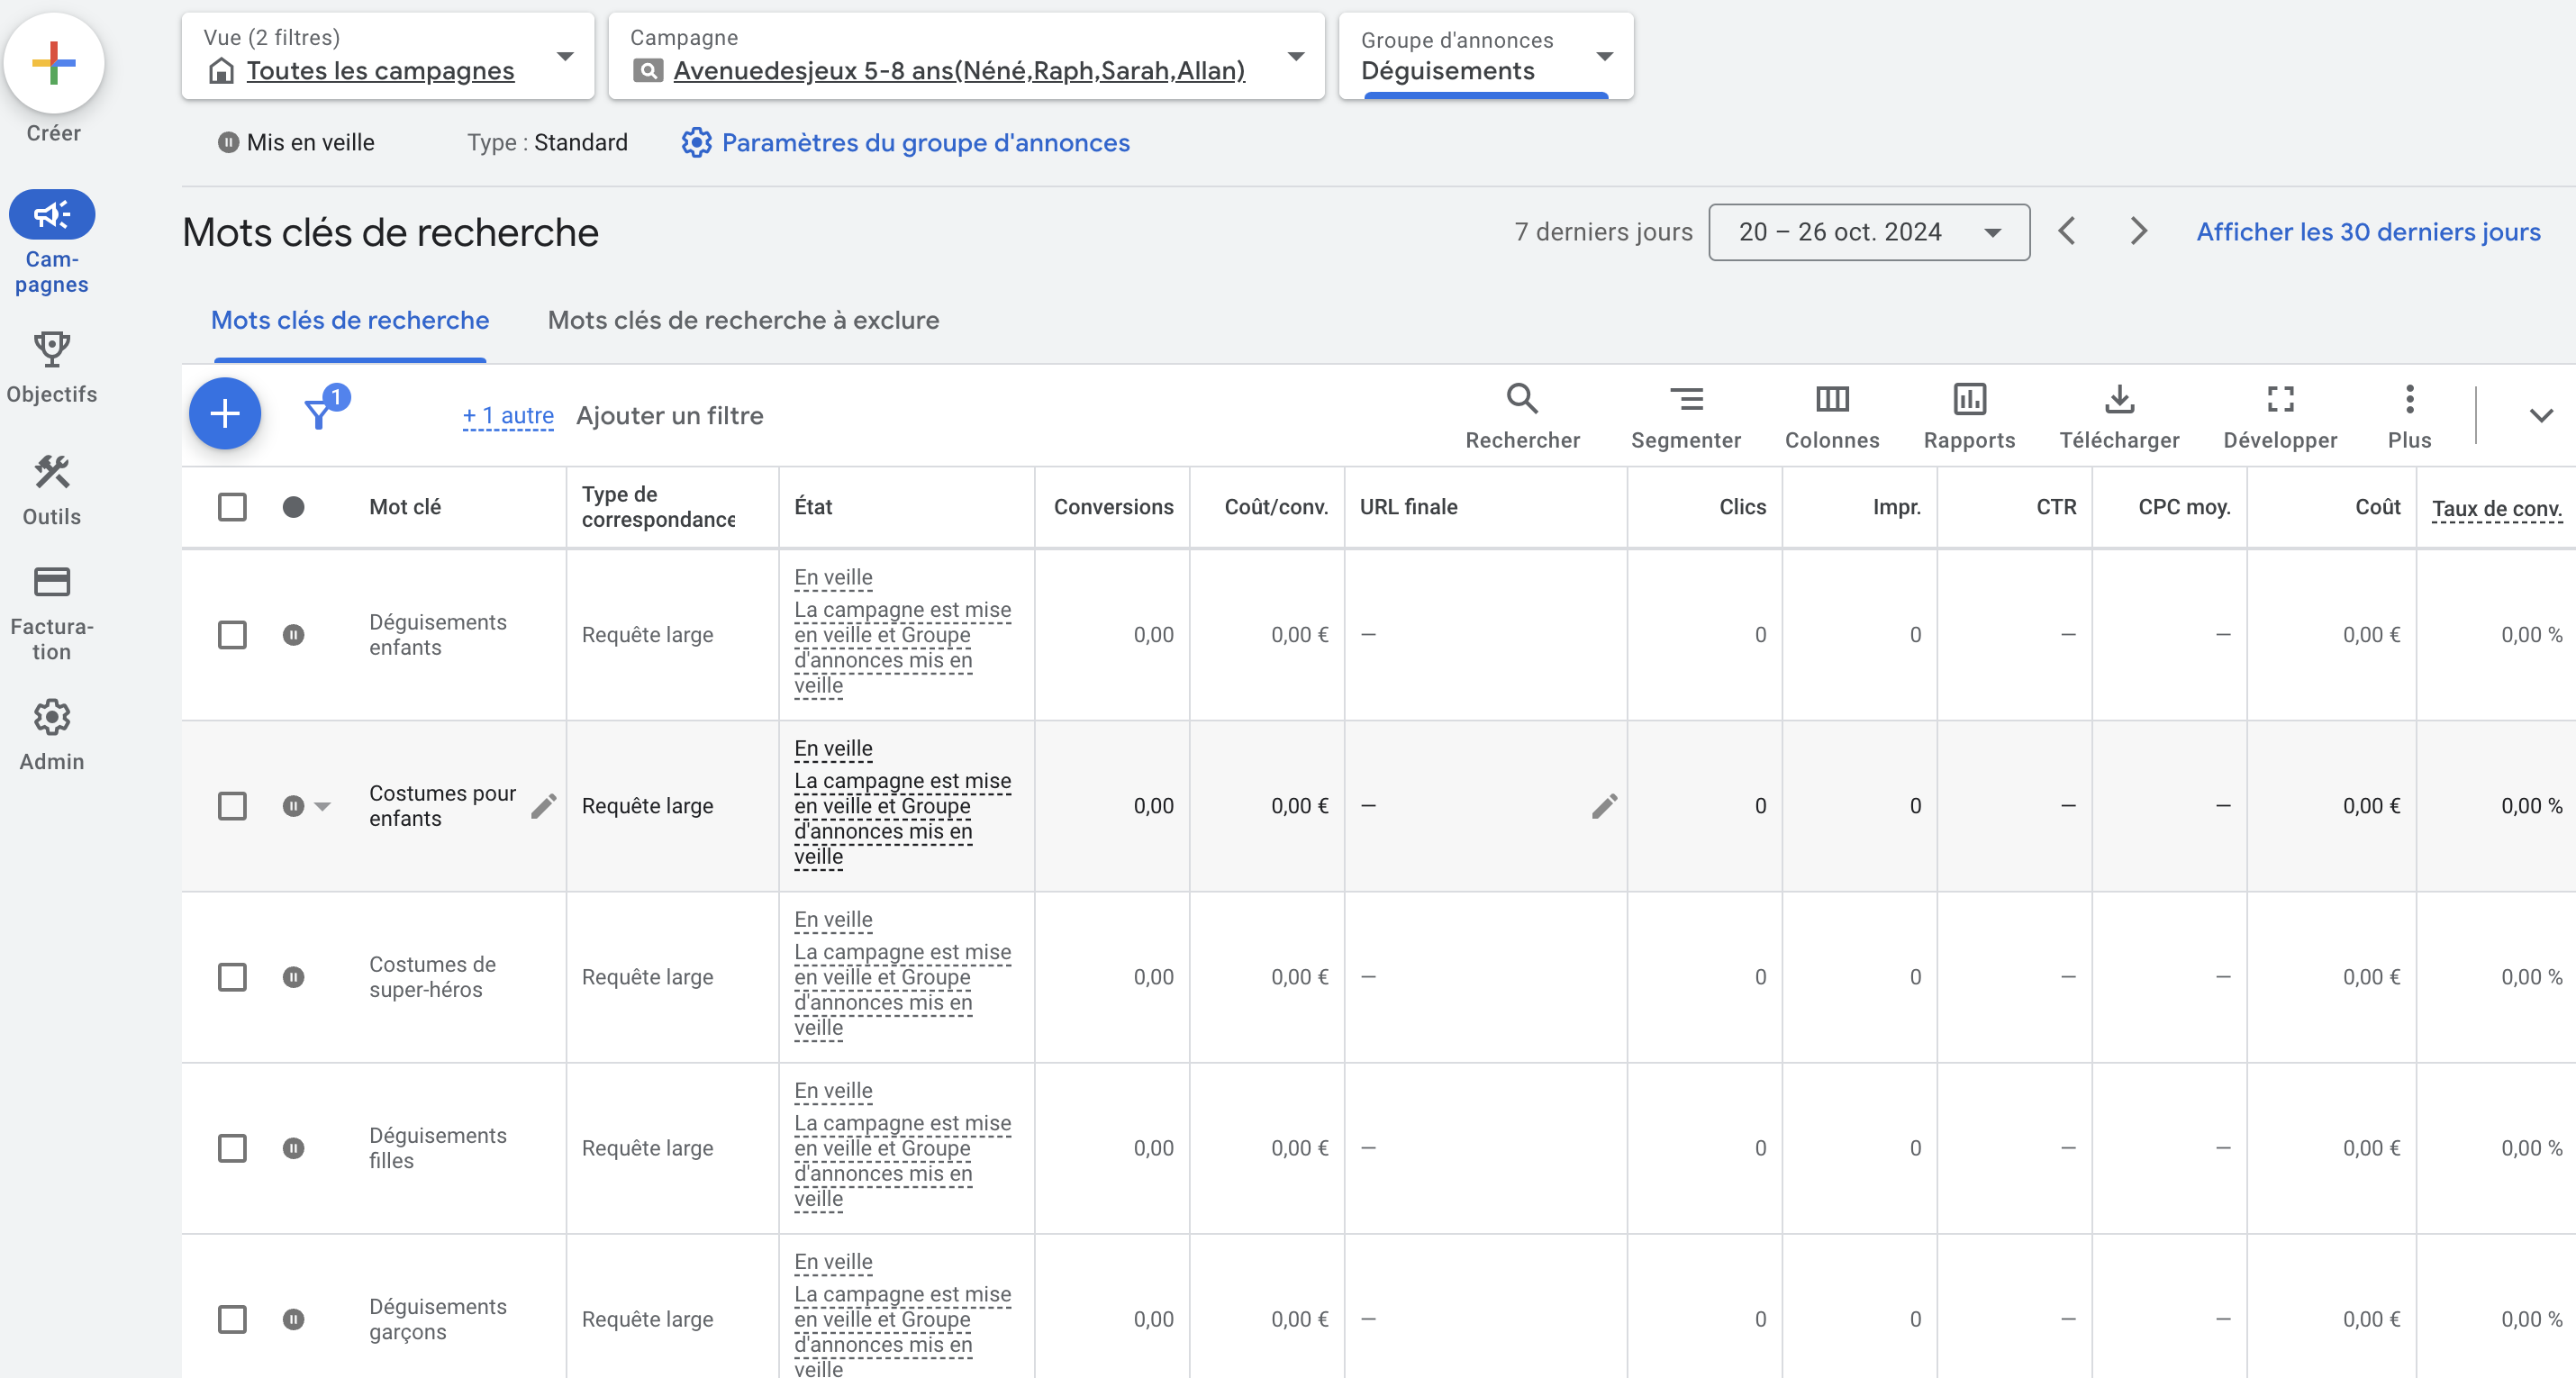 Vue (2 filtres)
Toutes les campagnes
Campagne
Avenuedesjeux 5-8 ans(Néné,Raph,Sarah,Allan)
Groupe d'annonces
Déguisements
Créer
Mis en veille
Type : Standard
Paramètres du groupe d'annonces
Cam-
pagnes
Objectifs
Outils
Factura-
tion
Admin
Mots clés de recherche
7 derniers jours
20 – 26 oct. 2024
Afficher les 30 derniers jours
Mots clés de recherche
Mots clés de recherche à exclure
1
+ 1 autre
Ajouter un filtre
Rechercher
Segmenter
Colonnes
Rapports
Télécharger
Développer
Plus
Mot clé
Type de
correspondance
État
Conversions
Coût/conv.
URL finale
Clics
Impr.
CTR
CPC moy.
Coût
Taux de conv.
Déguisements
enfants
Requête large
En veille
La campagne est mise
en veille et Groupe
d'annonces mis en
veille
0,00
0,00 €
—
0
0
—
—
0,00 €
0,00 %
Costumes pour
enfants
Requête large
En veille
La campagne est mise
en veille et Groupe
d'annonces mis en
veille
0,00
0,00 €
—
0
0
—
—
0,00 €
0,00 %
Costumes de
super-héros
Requête large
En veille
La campagne est mise
en veille et Groupe
d'annonces mis en
veille
0,00
0,00 €
—
0
0
—
—
0,00 €
0,00 %
Déguisements
filles
Requête large
En veille
La campagne est mise
en veille et Groupe
d'annonces mis en
veille
0,00
0,00 €
—
0
0
—
—
0,00 €
0,00 %
Déguisements
garçons
Requête large
En veille
La campagne est mise
en veille et Groupe
d'annonces mis en
veille
0,00
0,00 €
—
0
0
—
—
0,00 €
0,00 %